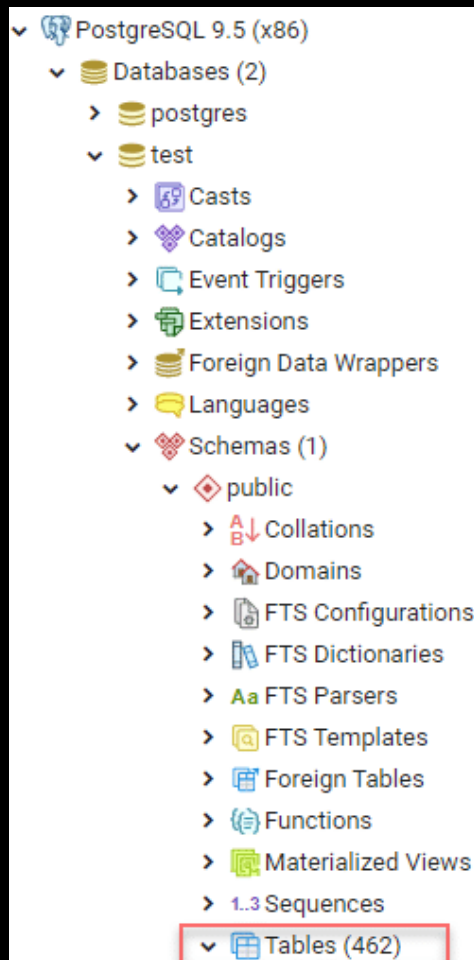 PostgreSQL 9.5 (x86)
Databases (2)
postgres
test
Casts
Catalogs
Event Triggers
Extensions
Foreign Data Wrappers
Languages
Schemas (1)
public
Collations
Domains
FTS Configurations
FTS Dictionaries
Aa FTS Parsers
FTS Templates
Foreign Tables
Functions
Materialized Views
1..3 Sequences
Tables (462)